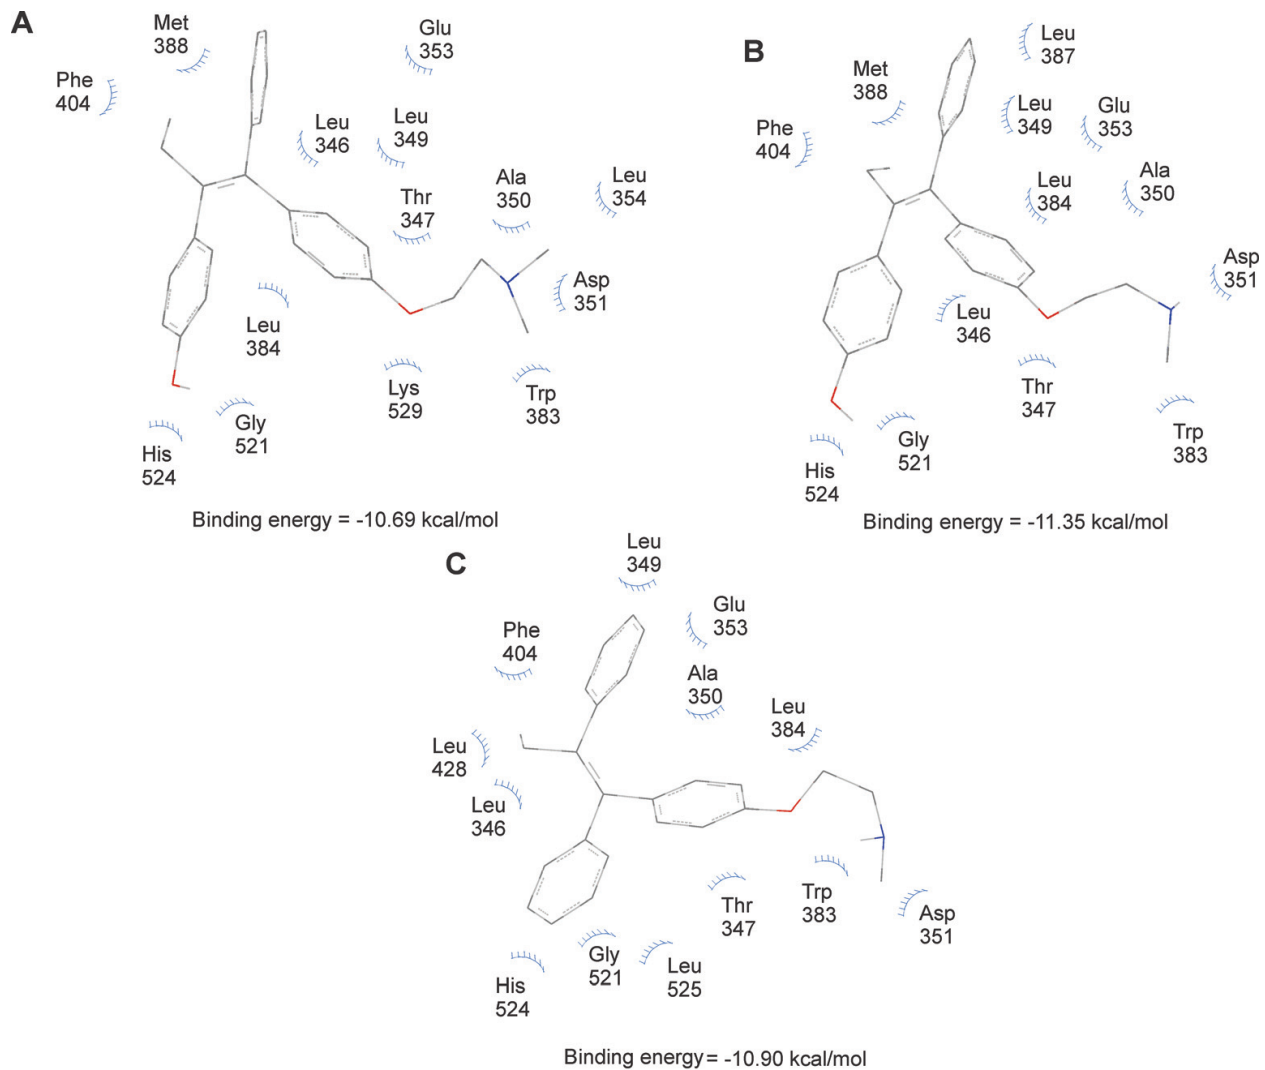 A
Met
388
Glu
353
Phe
404
Leu
346
Leu
349
Thr
347
Ala
350
Leu
354
Asp
351
Leu
384
Lys
529
Trp
383
Gly
521
His
524
Binding energy = -10.69 kcal/mol
B
Leu
387
Met
388
Leu
349
Glu
353
Phe
404
Leu
384
Ala
350
Asp
351
Leu
346
Thr
347
Trp
383
Gly
521
His
524
Binding energy = -11.35 kcal/mol
C
Leu
349
Glu
353
Phe
404
Ala
350
Leu
384
Leu
428
Leu
346
Thr
347
Trp
383
Asp
351
Gly
521
Leu
525
His
524
Binding energy = -10.90 kcal/mol